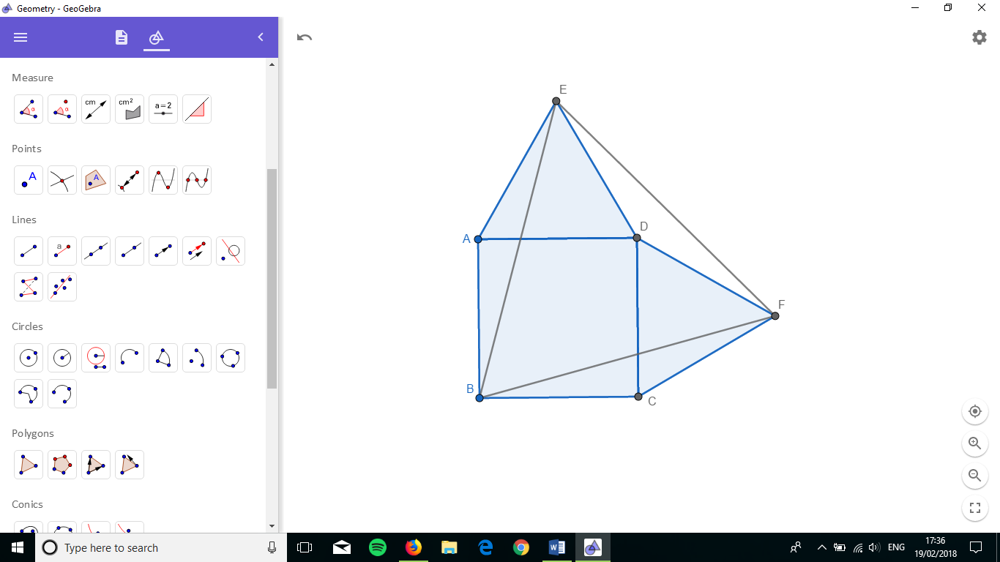 Geometry - GeoGebra
Measure
α
α
cm
cm²
a=2
Points
A
A
Lines
a
Circles
Polygons
Conics
E
A
D
F
B
C
Type here to search
ENG
17:36
19/02/2018